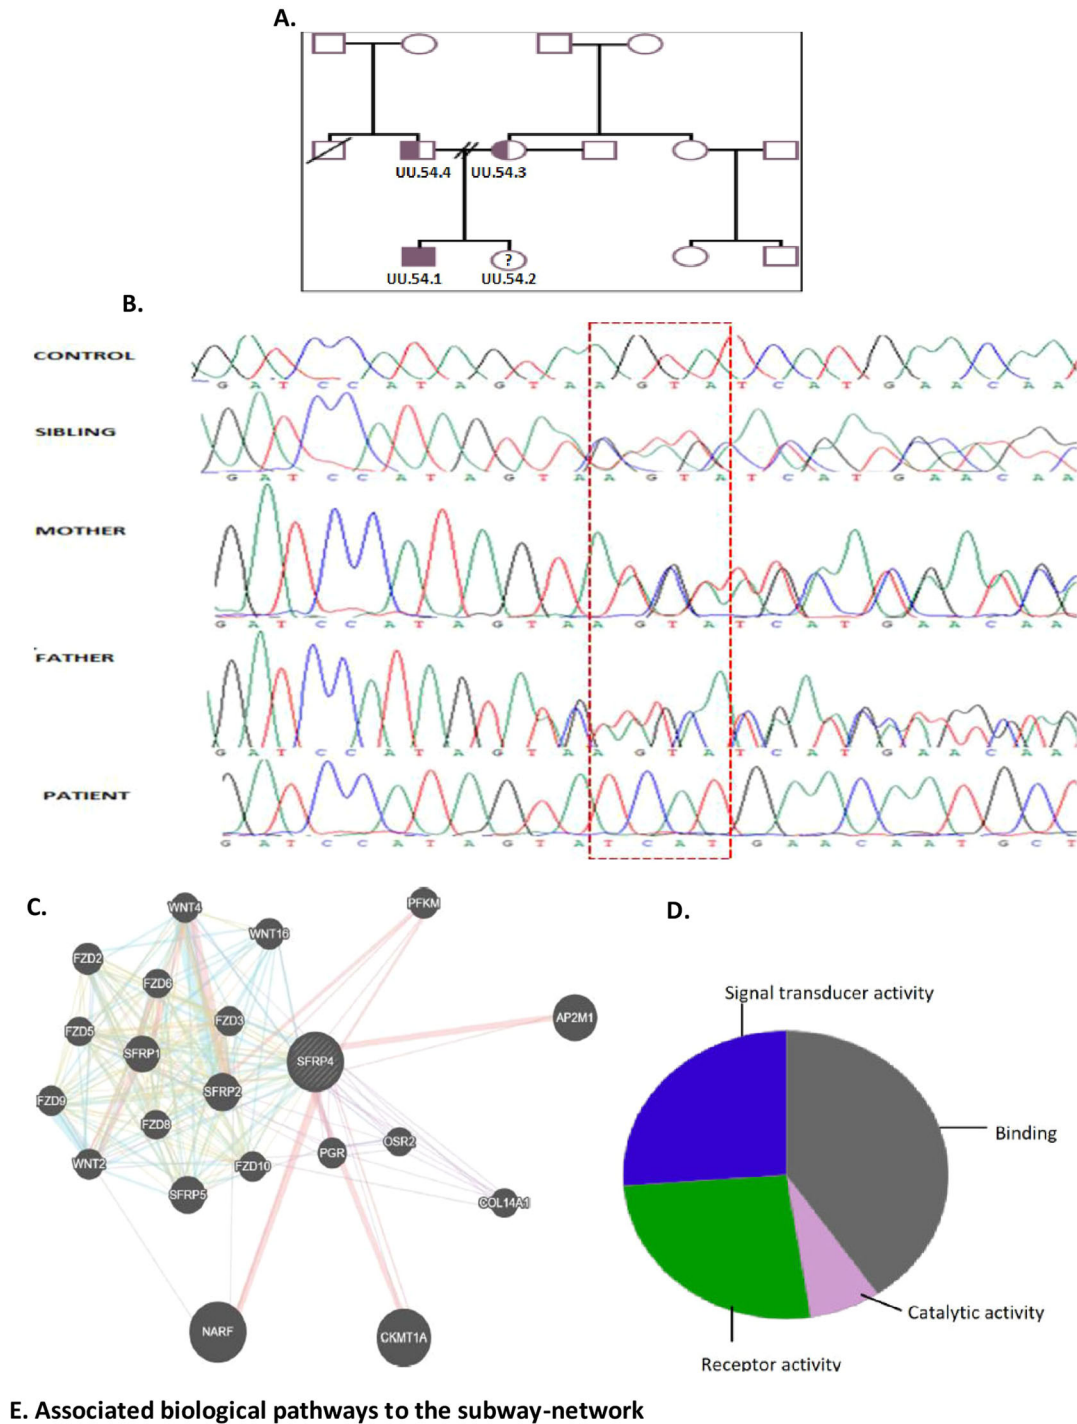 A.
UU.54.4 UU.54.3
?
UU.54.1 UU.54.2
B.
CONTROL
G A T C C A T A G T A A G T A T C A T G A A C A A
SIBLING
G A T C C A T A G T A A G T A T C A T G A A C A A
MOTHER
G A T C C A T A G T A A G T A T C A T G A A C A A
FATHER
G A T C C A T A G T A A G T A T C A T G A A C A A
PATIENT
G A T C C A T A G T A T C A T G A A C A A T G C T
C.
WNT4
PFKM
D.
WNT16
FZD2
FZD6
Signal transducer activity
FZD5
FZD3
AP2M1
SFRP1
SFRP4
SFRP2
FZD9
FZD8
Binding
OSR2
WNT2
FZD10
PGR
SFRP5
COL14A1
NARF
CKMT1A
Catalytic activity
Receptor activity
E. Associated biological pathways to the subway-network